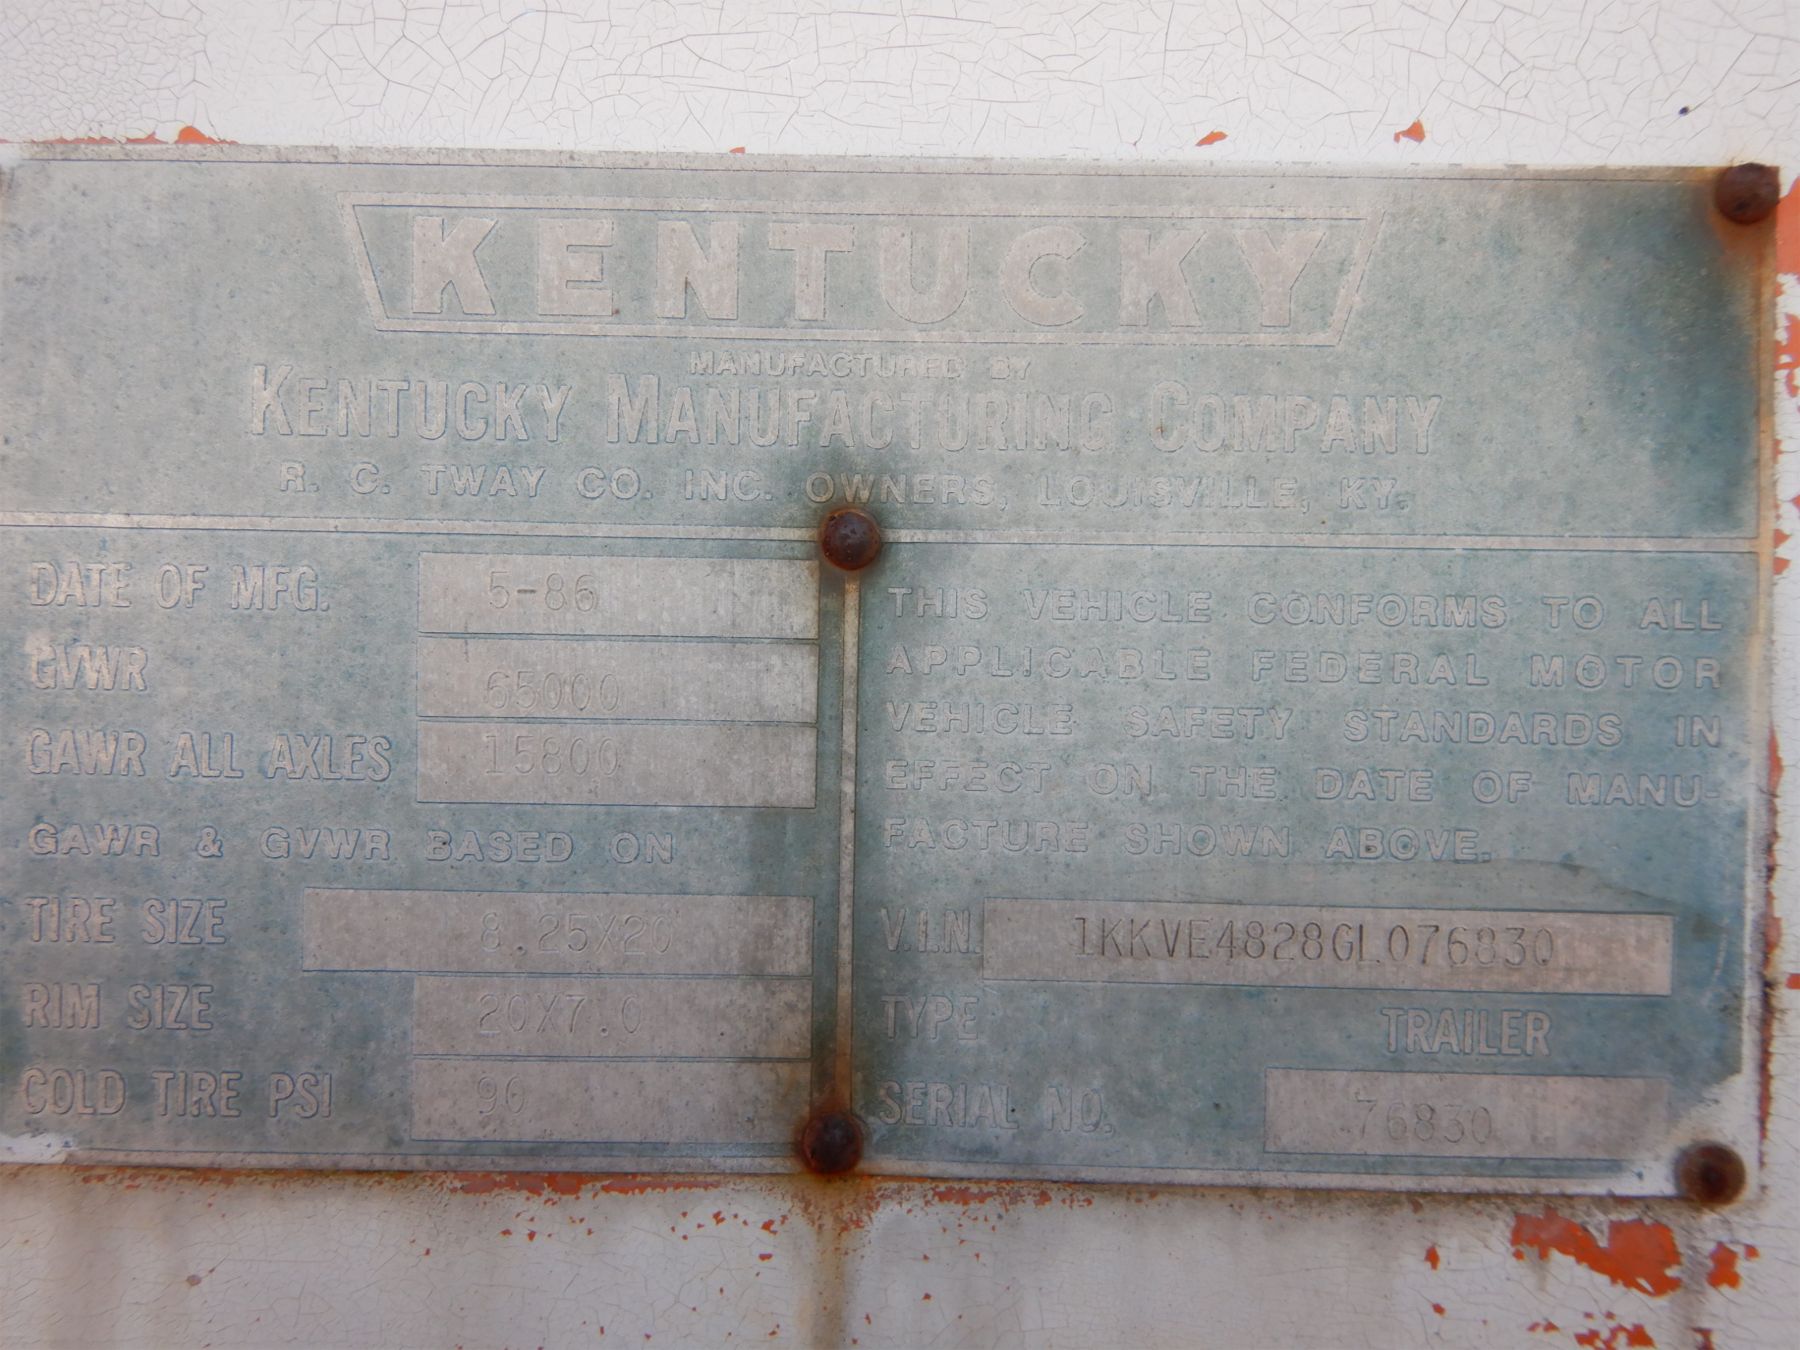 KENTUCKY
MANUFACTURED BY
KENTUCKY MANUFACTURING COMPANY
R. C. TWAY CO. INC. OWNERS, LOUISVILLE, KY.
DATE OF MFG. 5-86
GVWR 65000
GAWR ALL AXLES 15800
GAWR & GVWR BASED ON
TIRE SIZE 8.25X20
RIM SIZE 20X7.0
COLD TIRE PSI 90
THIS VEHICLE CONFORMS TO ALL
APPLICABLE FEDERAL MOTOR
VEHICLE SAFETY STANDARDS IN
EFFECT ON THE DATE OF MANU-
FACTURE SHOWN ABOVE.
V.I.N. 1KKVE4828GL076830
TYPE TRAILER
SERIAL NO. 76830